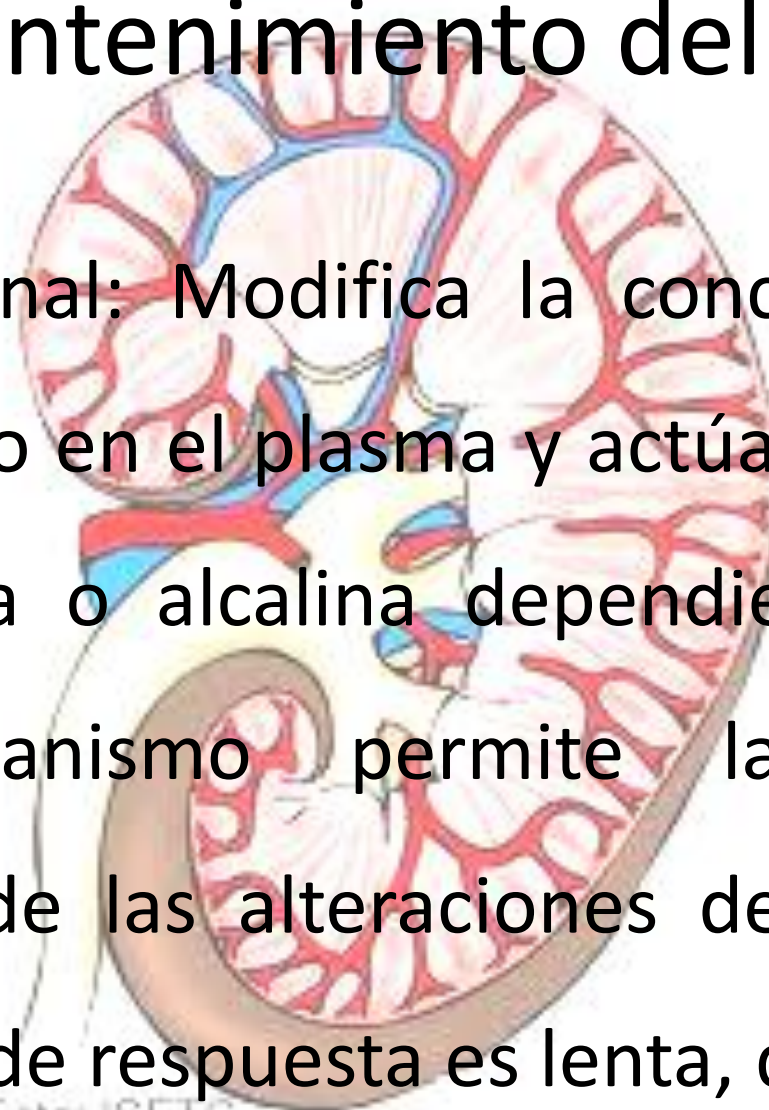 ntenimiento del
nal: Modifica la conc
o en el plasma y actúa
a o alcalina dependie
anismo permite la
de las alteraciones de
de respuesta es lenta,